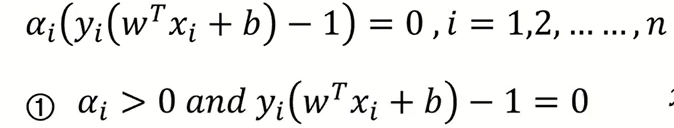 αᵢ(yᵢ(wᵀxᵢ + b) − 1) = 0 , i = 1,2, … … , n
① αᵢ > 0 and yᵢ(wᵀxᵢ + b) − 1 = 0